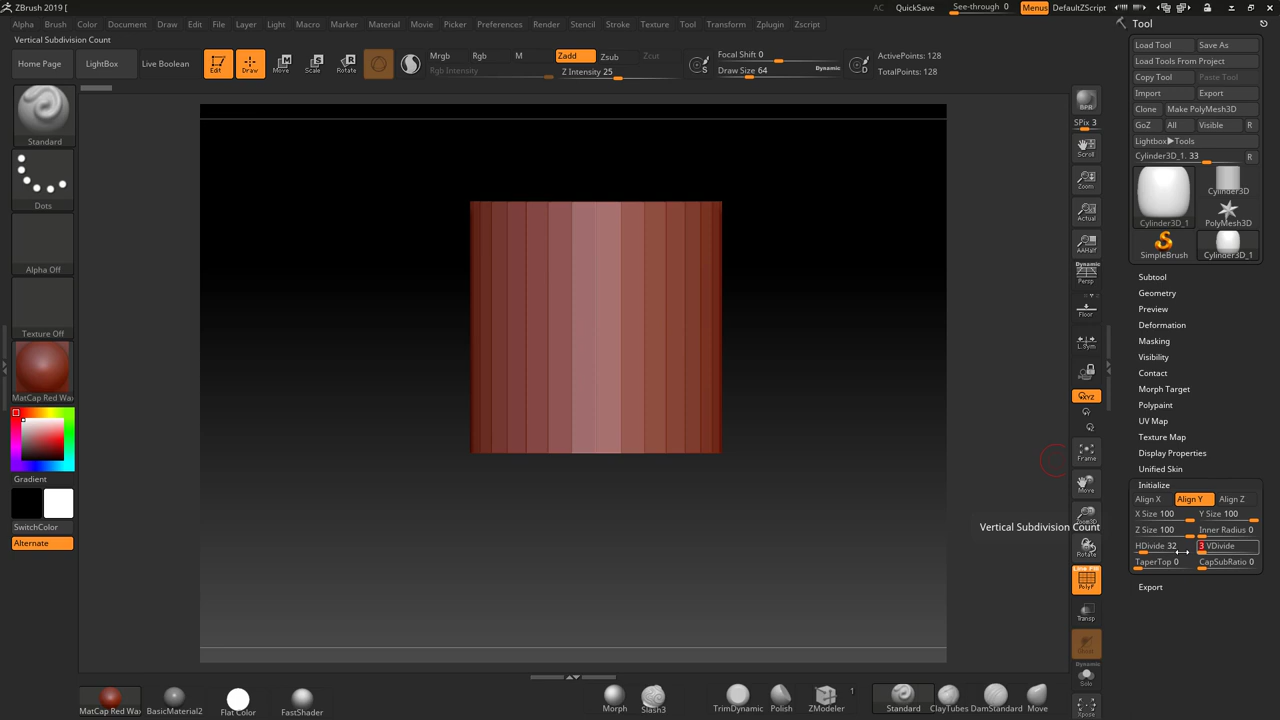 ZBrush 2019 [
AC QuickSave See-through 0 Menus DefaultZScript
Alpha Brush Color Document Draw Edit File Layer Light Macro Marker Material Movie Picker Preferences Render Stencil Stroke Texture Tool Transform Zplugin Zscript
Vertical Subdivision Count
Home Page LightBox Live Boolean Edit Draw Move Scale Rotate
Mrgb Rgb M Zadd Zsub Zcut
Rgb Intensity Z Intensity 25
Focal Shift 0
Draw Size 64 Dynamic
S D
ActivePoints: 128
TotalPoints: 128
Standard
Dots
Alpha Off
Texture Off
MatCap Red Wax
Gradient
SwitchColor
Alternate
BPR
SPix 3
Scroll
Zoom
Actual
AAHalf
Dynamic
Persp
Floor
L.Sym
XYZ
Frame
Move
Zoom3D
Vertical Subdivision Count
Rotate
Line Fill
PolyF
Transp
Ghost
Dynamic
Solo
Xpose
Tool
Load Tool Save As
Load Tools From Project
Copy Tool Paste Tool
Import Export
Clone Make PolyMesh3D
GoZ All Visible R
Lightbox▶Tools
Cylinder3D_1. 33 R
Cylinder3D
Cylinder3D_1 PolyMesh3D
SimpleBrush Cylinder3D_1
Subtool
Geometry
Preview
Deformation
Masking
Visibility
Contact
Morph Target
Polypaint
UV Map
Texture Map
Display Properties
Unified Skin
Initialize
Align X Align Y Align Z
X Size 100 Y Size 100
Z Size 100 Inner Radius 0
HDivide 32 3 VDivide
TaperTop 0 CapSubRatio 0
Export
MatCap Red Wax BasicMaterial2 Flat Color FastShader Morph Slash3 TrimDynamic Polish ZModeler 1 Standard ClayTubes DamStandard Move